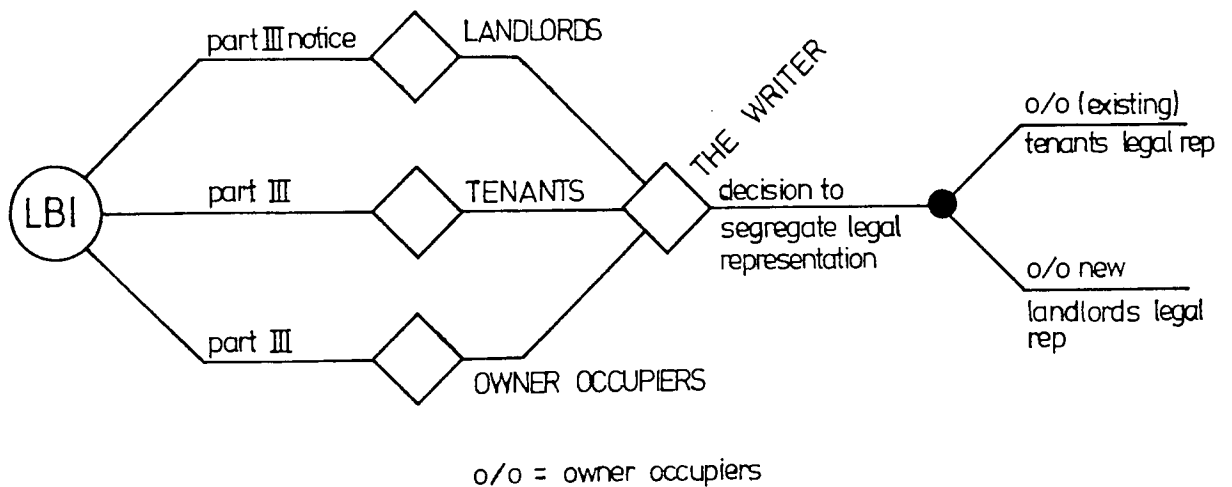 part III notice
LANDLORDS
THE WRITER
o/o (existing)
tenants legal rep
LBI
part III
TENANTS
decision to
segregate legal
representation
o/o new
landlords legal
rep
part III
OWNER OCCUPIERS
o/o = owner occupiers